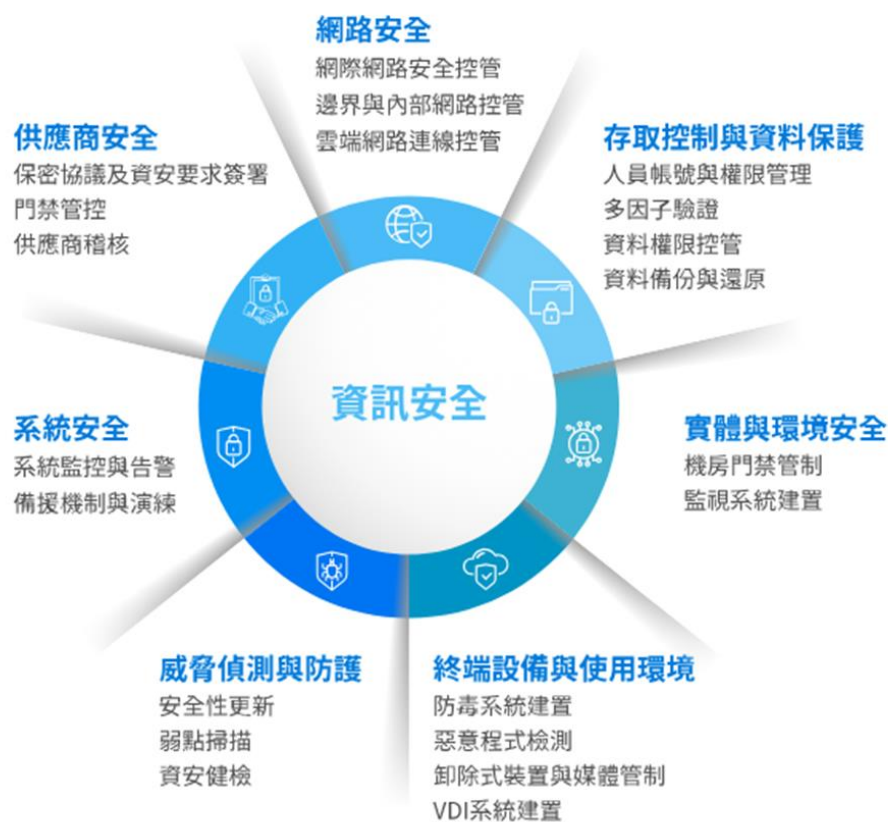 網路安全
網際網路安全控管
邊界與內部網路控管
雲端網路連線控管
存取控制與資料保護
人員帳號與權限管理
多因子驗證
資料權限控管
資料備份與還原
實體與環境安全
機房門禁管制
監視系統建置
終端設備與使用環境
防毒系統建置
惡意程式檢測
卸除式裝置與媒體管制
VDI系統建置
威脅偵測與防護
安全性更新
弱點掃描
資安健檢
系統安全
系統監控與告警
備援機制與演練
供應商安全
保密協議及資安要求簽署
門禁管控
供應商稽核
資訊安全